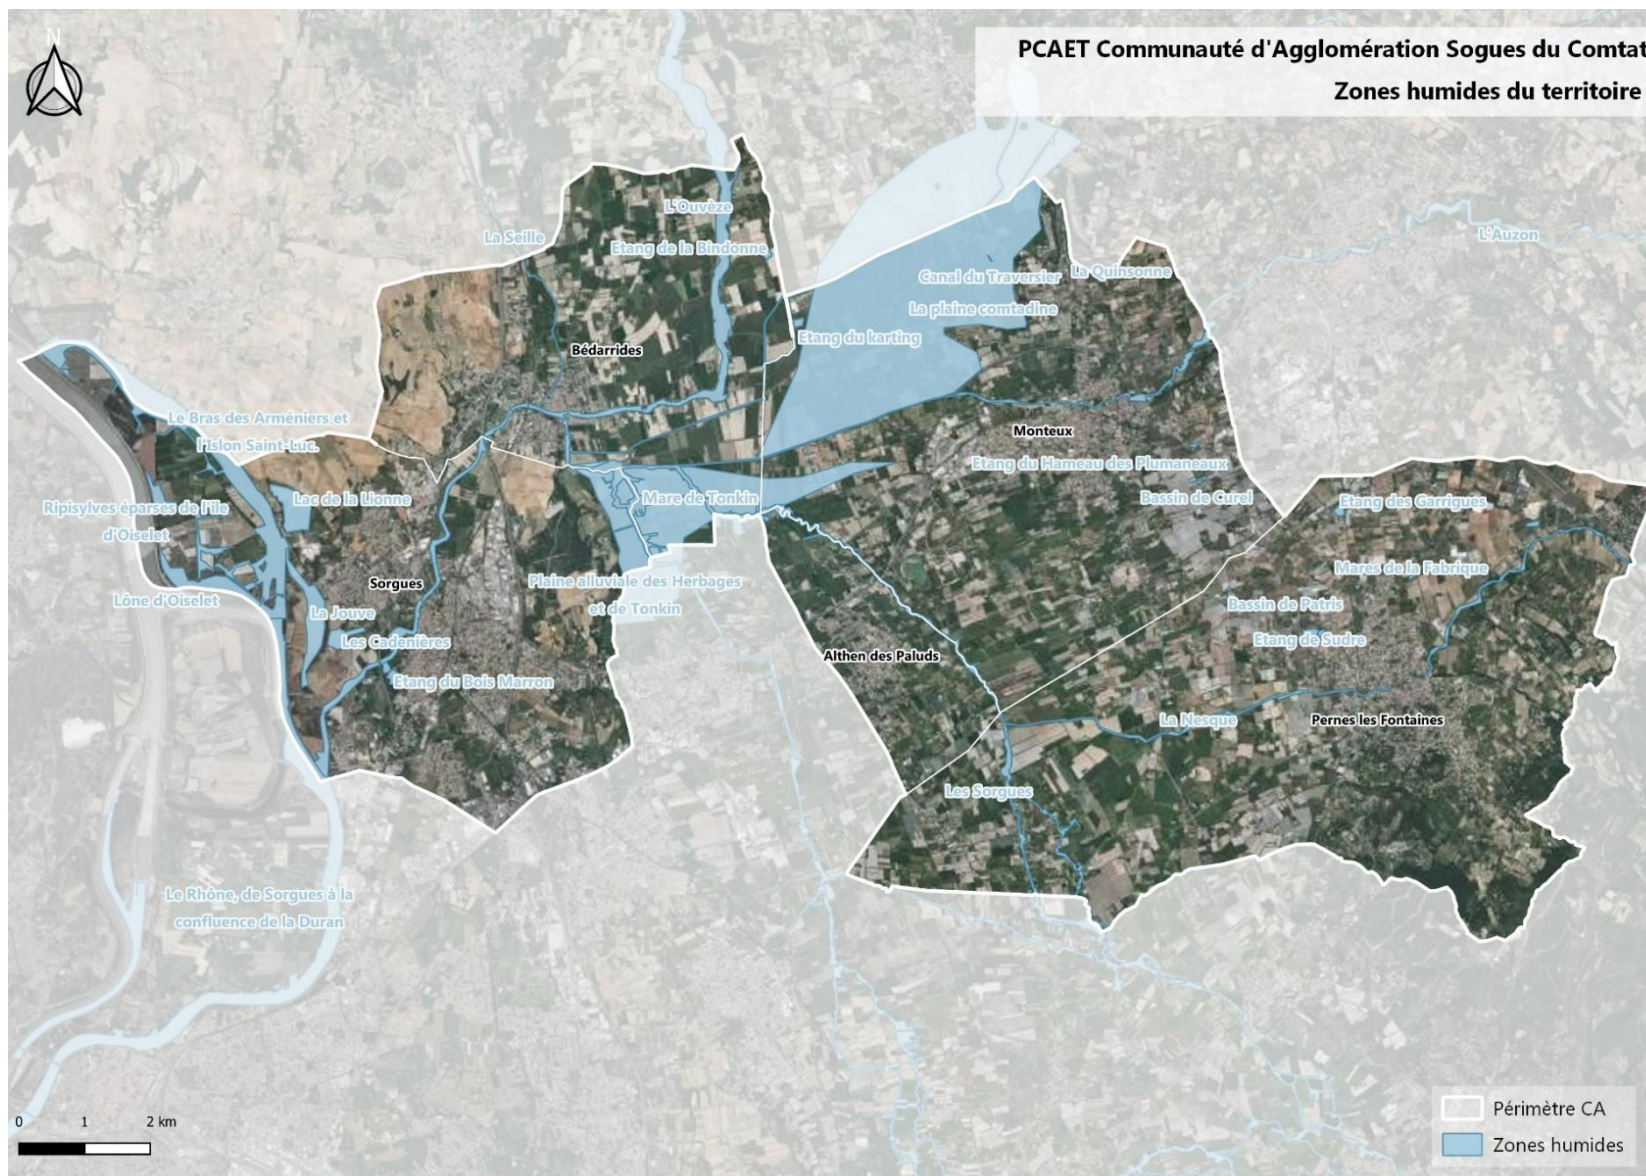 N
PCAET Communauté d'Agglomération Sogues du Comtat
Zones humides du territoire
L'Ouvèze
La Seille
L'Auzon
Etang de la Bindonne
Canal du Traversier
La Quinsonne
La plaine comtadine
Etang du karting
Bédarrides
Le Bras des Arméniers et
l'Islon Saint-Luc.
Monteux
Etang du Hameau des Plumaneaux
Lac de la Lionne
Mare de Tonkin
Bassin de Curel
Etang des Garrigues
Ripisylves éparses de l'île
d'Oiselet
Mares de la Fabrique
Sorgues
Plaine alluviale des Herbages
et de Tonkin
Lône d'Oiselet
La Jouve
Bassin de Patris
Les Cadenières
Etang de Sudre
Althen des Paluds
Etang du Bois Marron
La Nesque
Pernes les Fontaines
Les Sorgues
Le Rhône, de Sorgues à la
confluence de la Duran
0 1 2 km
Périmètre CA
Zones humides